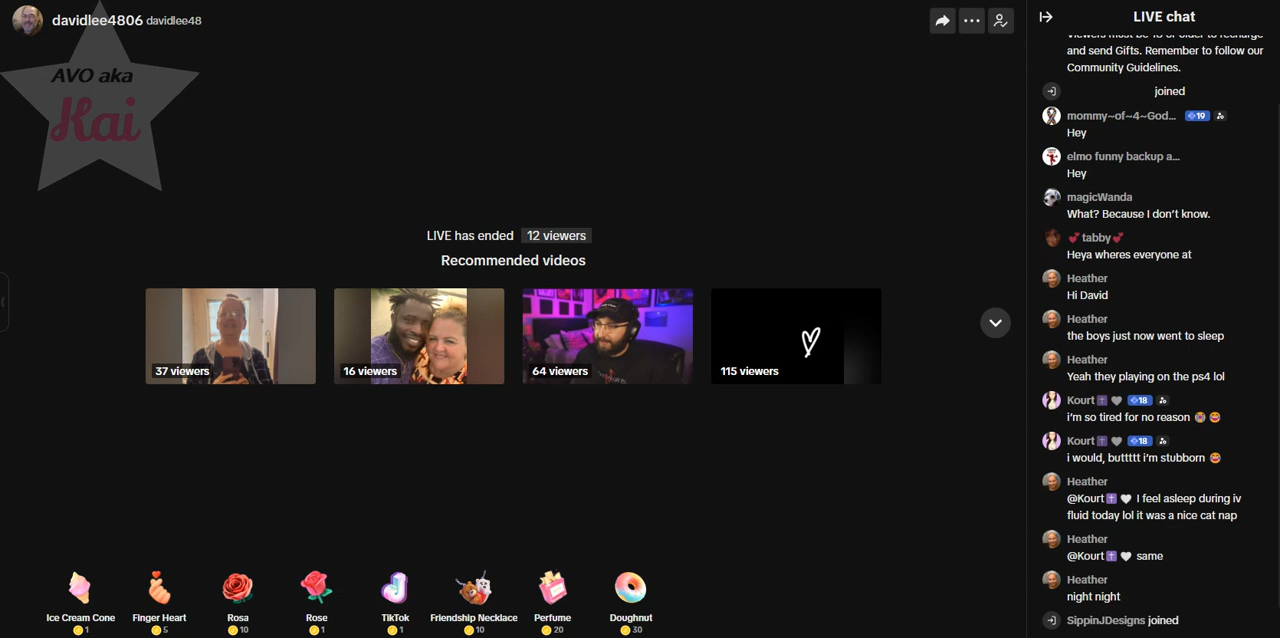 davidlee4806 davidlee48
AVO aka
Kai
LIVE has ended 12 viewers
Recommended videos
37 viewers
16 viewers
64 viewers
115 viewers
Ice Cream Cone
1
Finger Heart
5
Rosa
10
Rose
1
TikTok
1
Friendship Necklace
10
Perfume
20
Doughnut
30
LIVE chat
Viewers must be 18 or older to recharge
and send Gifts. Remember to follow our
Community Guidelines.
joined
mommy~of~4~God... 19
Hey
elmo funny backup a...
Hey
magicWanda
What? Because I don't know.
💕tabby💕
Heya wheres everyone at
Heather
Hi David
Heather
the boys just now went to sleep
Heather
Yeah they playing on the ps4 lol
Kourt✝️🤍 18
i'm so tired for no reason 😭😂
Kourt✝️🤍 18
i would, buttttt i'm stubborn 😂
Heather
@Kourt✝️🤍 I feel asleep during iv
fluid today lol it was a nice cat nap
Heather
@Kourt✝️🤍 same
Heather
night night
SippinJDesigns joined